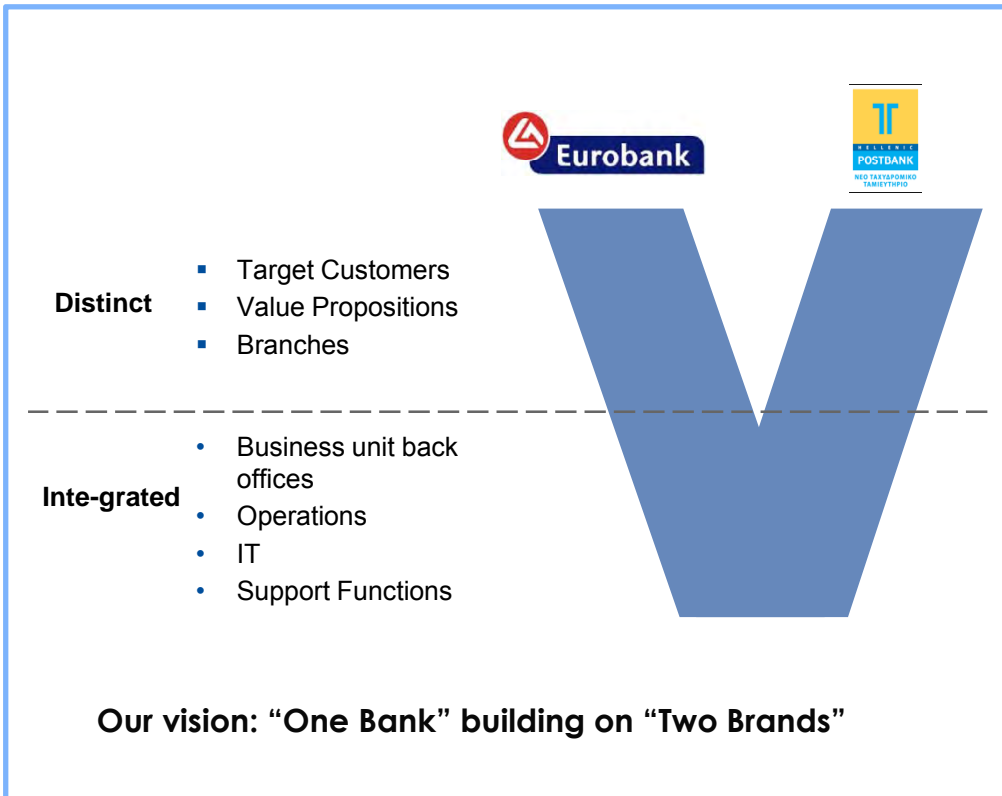 Eurobank
HELLENIC
POSTBANK
ΝΕΟ ΤΑΧΥΔΡΟΜΙΚΟ
ΤΑΜΙΕΥΤΗΡΙΟ
Distinct
Target Customers
Value Propositions
Branches
Inte-grated
Business unit back
offices
Operations
IT
Support Functions
Our vision: “One Bank” building on “Two Brands”